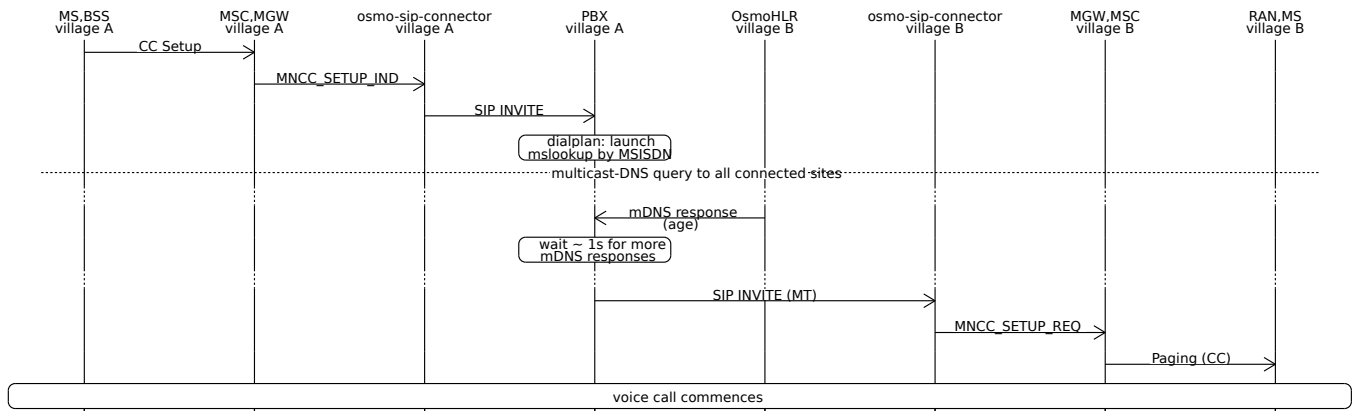 MS,BSS MSC,MGW osmo-sip-connector PBX OsmoHLR osmo-sip-connector MGW,MSC RAN,MS
village A village A village A village A village B village B village B village B
CC Setup
MNCC_SETUP_IND
SIP INVITE
dialplan: launch
mslookup by MSISDN
multicast-DNS query to all connected sites
mDNS response
(age)
wait ~ 1s for more
mDNS responses
SIP INVITE (MT)
MNCC_SETUP_REQ
Paging (CC)
voice call commences